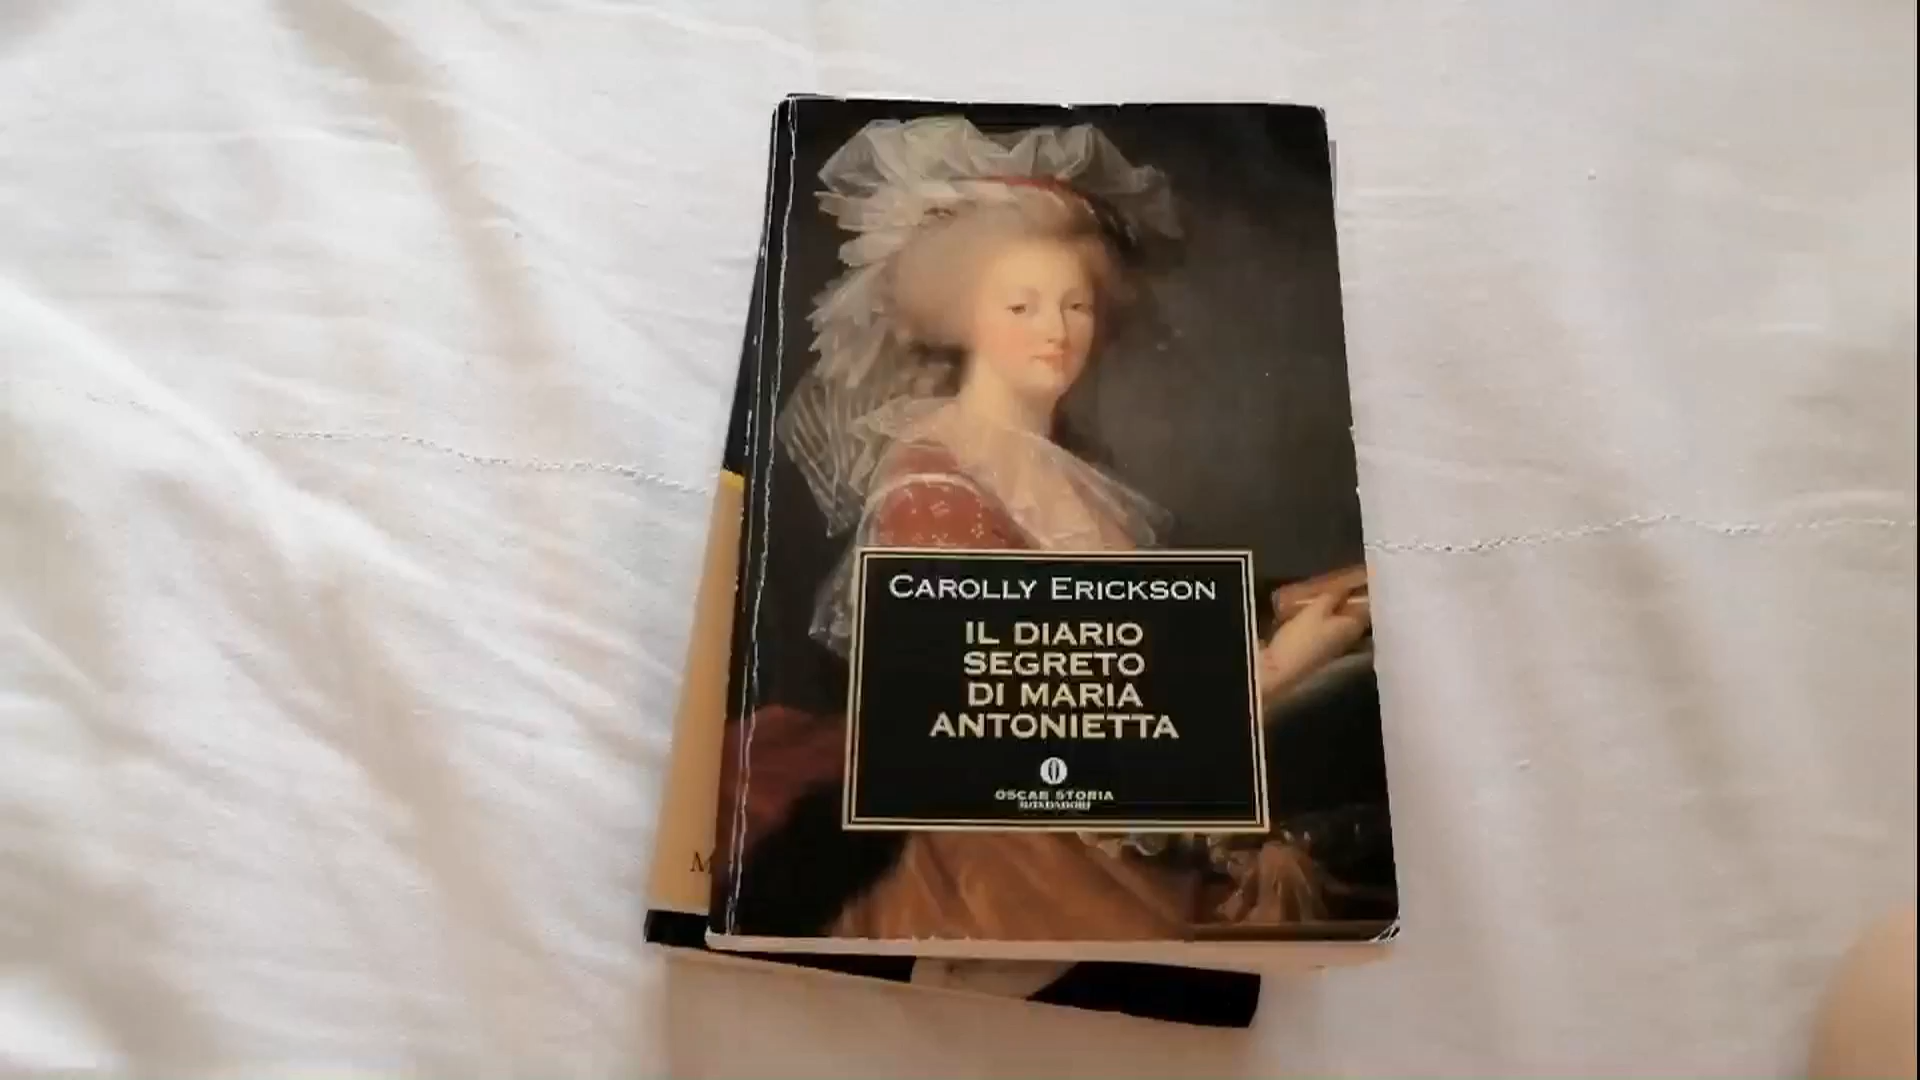 CAROLLY ERICKSON
IL DIARIO
SEGRETO
DI MARIA
ANTONIETTA
OSCAR STORIA
MONDADORI
M